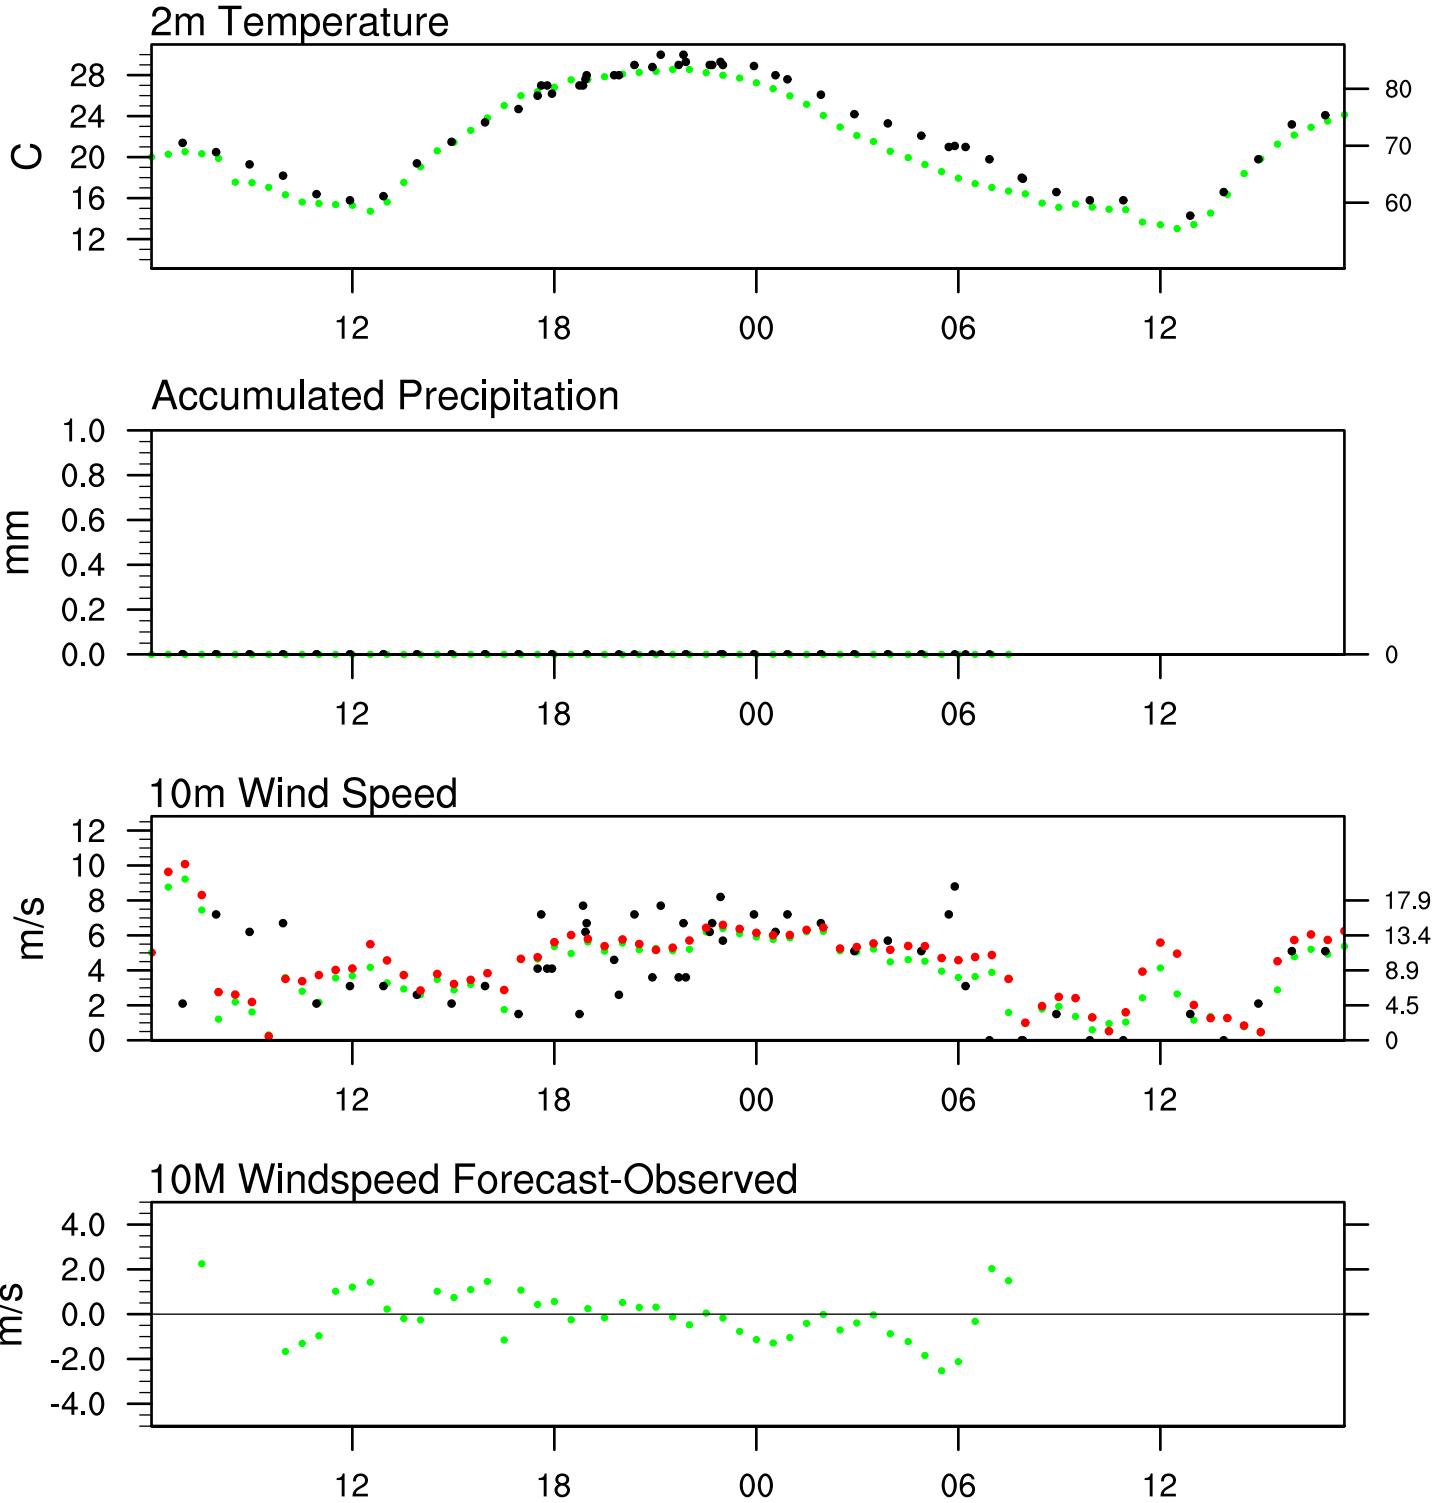 2m Temperature
28
24
20
16
12
C
80
70
60
12 18 00 06 12
Accumulated Precipitation
1.0
0.8
0.6
0.4
0.2
0.0
mm
0
12 18 00 06 12
10m Wind Speed
12
10
8
6
4
2
0
m/s
17.9
13.4
8.9
4.5
0
12 18 00 06 12
10M Windspeed Forecast-Observed
4.0
2.0
0.0
-2.0
-4.0
m/s
12 18 00 06 12